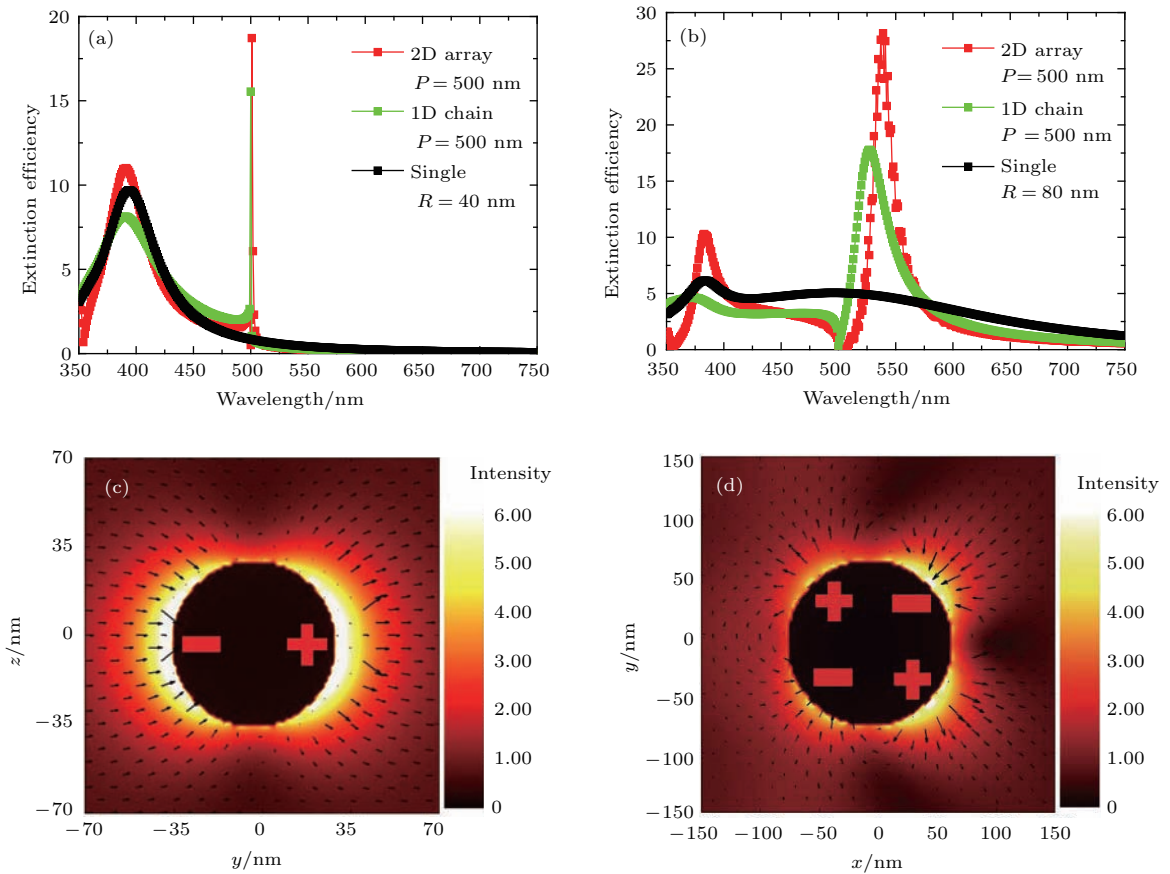 (a)
2D array
P = 500 nm
1D chain
P = 500 nm
Single
R = 40 nm
Extinction efficiency
20
15
10
5
0
350 400 450 500 550 600 650 700 750
Wavelength/nm
(b)
2D array
P = 500 nm
1D chain
P = 500 nm
Single
R = 80 nm
Extinction efficiency
30
25
20
15
10
5
0
350 400 450 500 550 600 650 700 750
Wavelength/nm
(c)
Intensity
6.00
5.00
4.00
3.00
2.00
1.00
0
z/nm
70
35
0
−35
−70
−70 −35 0 35 70
y/nm
(d)
Intensity
6.00
5.00
4.00
3.00
2.00
1.00
0
y/nm
150
100
50
0
−50
−100
−150
−150 −100 −50 0 50 100 150
x/nm